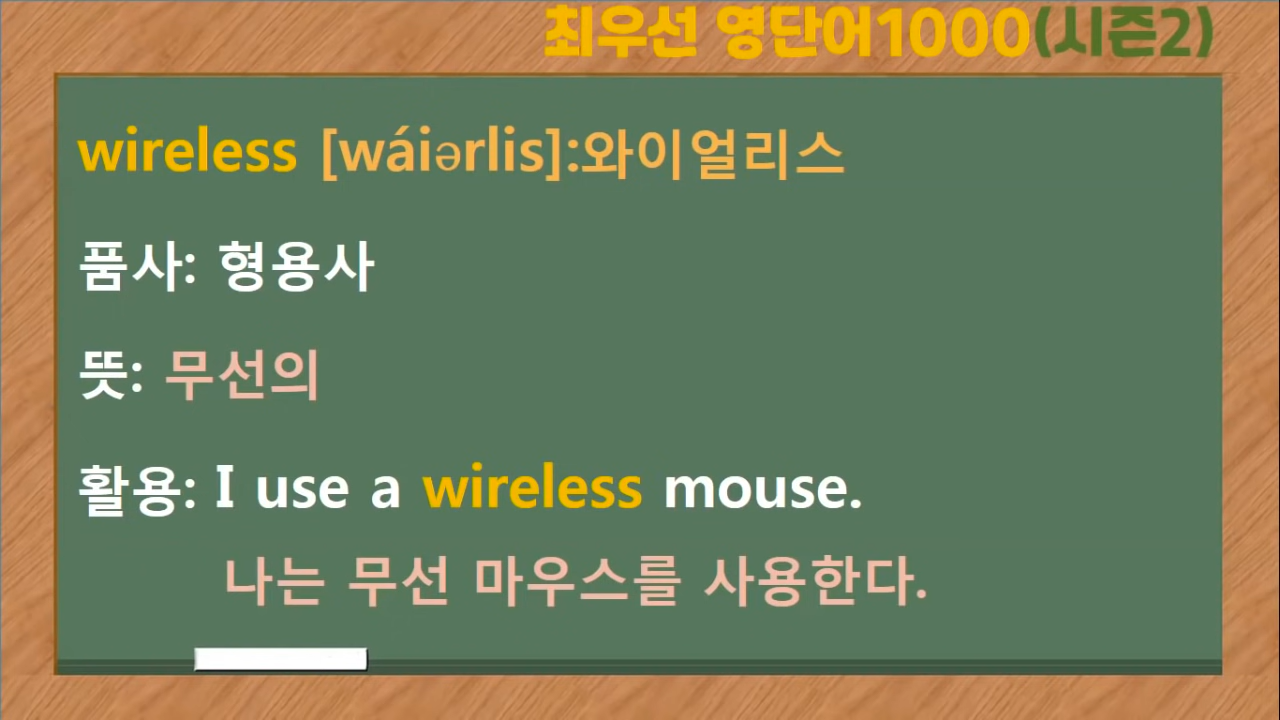 최우선 영단어1000(시즌2)
wireless [wáiərlis]:와이얼리스
품사: 형용사
뜻: 무선의
활용: I use a wireless mouse.
나는 무선 마우스를 사용한다.